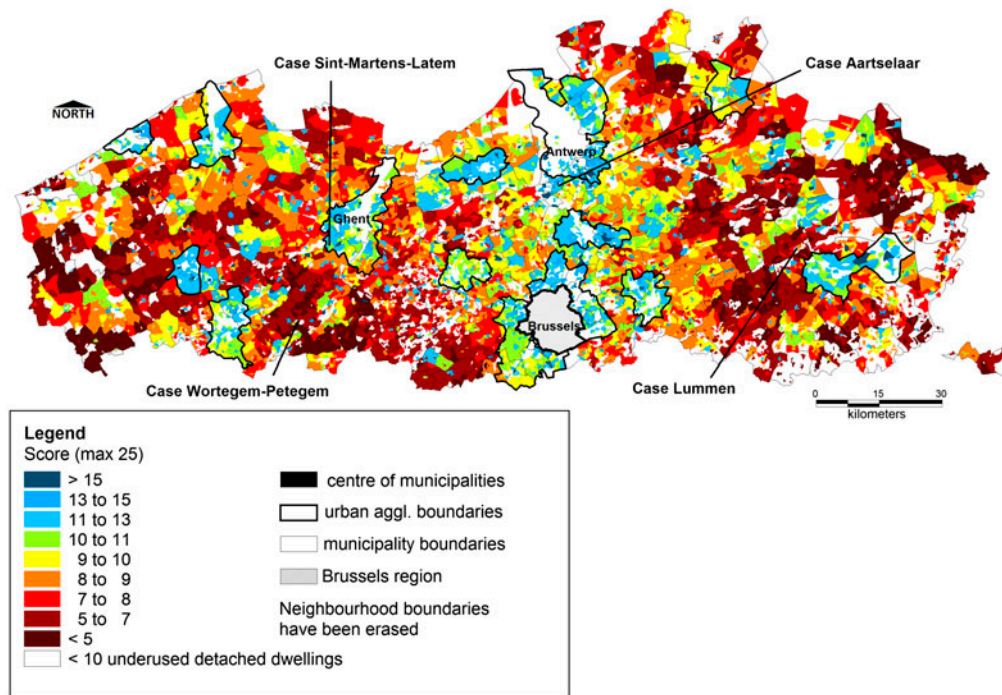 Case Sint-Martens-Latem
Case Aartselaar
NORTH
Antwerp
Ghent
Brussels
Case Wortegem-Petegem
Case Lummen
0 15 30
kilometers
Legend
Score (max 25)
> 15
13 to 15
11 to 13
10 to 11
9 to 10
8 to 9
7 to 8
5 to 7
< 5
< 10 underused detached dwellings
centre of municipalities
urban aggl. boundaries
municipality boundaries
Brussels region
Neighbourhood boundaries
have been erased